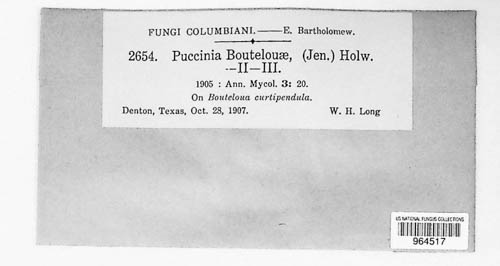 FUNGI COLUMBIANI.——E. Bartholomew.
2654. Puccinia Boutelouæ, (Jen.) Holw.
—II—III.
1905 : Ann. Mycol. 3: 20.
On Bouteloua curtipendula.
Denton, Texas, Oct. 28, 1907. W. H. Long
US NATIONAL FUNGUS COLLECTIONS
964517